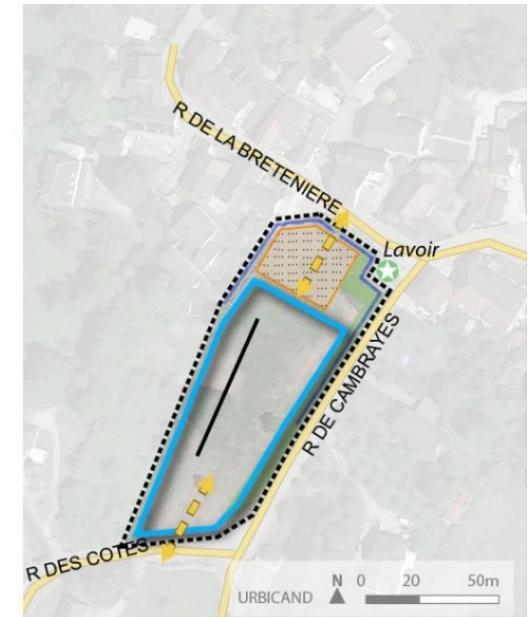 R DE LA BRETENIERE
Lavoir
R DE CAMBRAYES
R DES COTES
URBICAND
N 0 20 50m